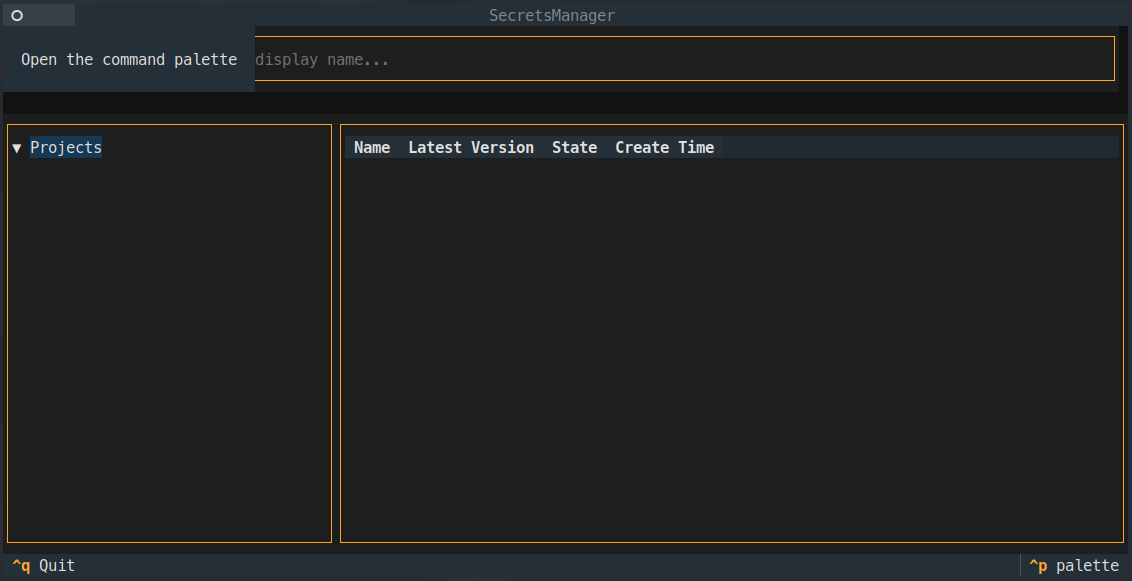 SecretsManager
Open the command palette
display name...
▼ Projects
Name Latest Version State Create Time
^q Quit
^p palette